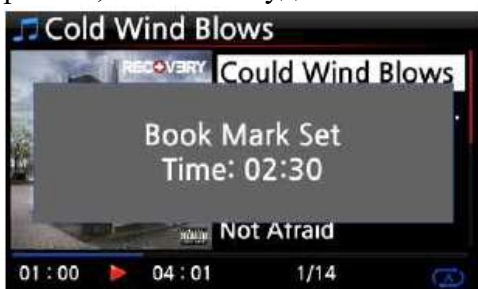 Cold Wind Blows
RECOVERY
Could Wind Blows
Book Mark Set
Time: 02:30
Not Afraid
01:00
04:01
1/14